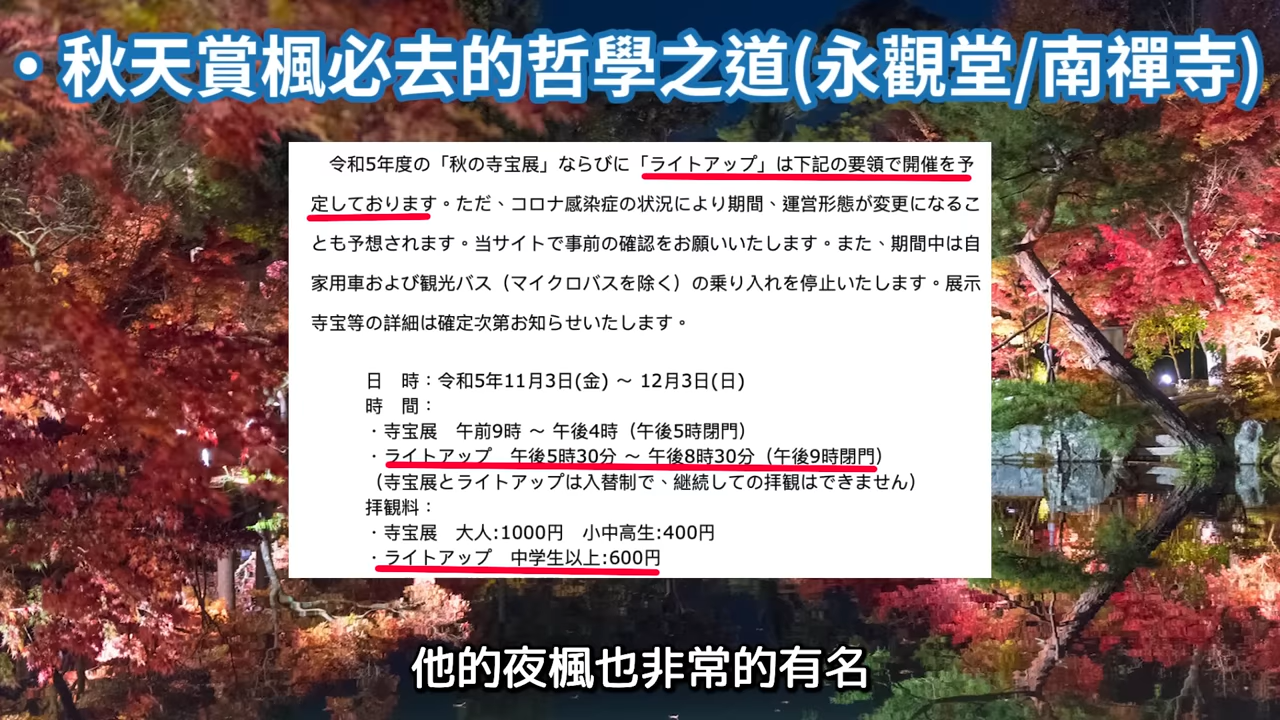 ・秋天賞楓必去的哲學之道(永觀堂/南禪寺)
令和5年度の「秋の寺宝展」ならびに「ライトアップ」は下記の要領で開催を予
定しております。ただ、コロナ感染症の状況により期間、運営形態が変更になるこ
とも予想されます。当サイトで事前の確認をお願いいたします。また、期間中は自
家用車および観光バス（マイクロバスを除く）の乗り入れを停止いたします。展示
寺宝等の詳細は確定次第お知らせいたします。
日　時：令和5年11月3日(金) ～ 12月3日(日)
時　間：
・寺宝展　午前9時 ～ 午後4時（午後5時閉門）
・ライトアップ　午後5時30分 ～ 午後8時30分（午後9時閉門）
（寺宝展とライトアップは入替制で、継続しての拝観はできません）
拝観料：
・寺宝展　大人:1000円　小中高生:400円
・ライトアップ　中学生以上:600円
他的夜楓也非常的有名